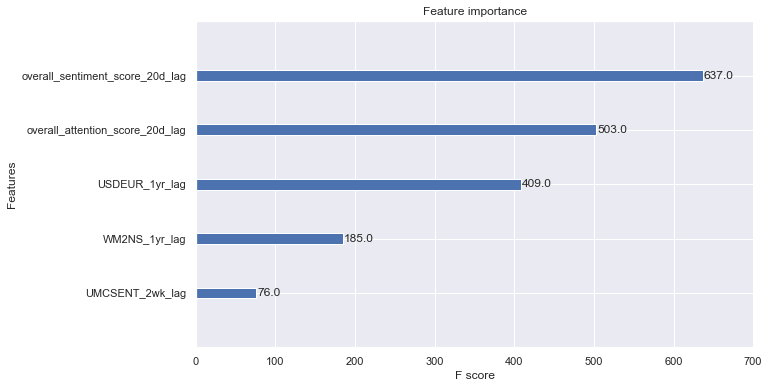 Feature importance
overall_sentiment_score_20d_lag
637.0
overall_attention_score_20d_lag
503.0
USDEUR_1yr_lag
409.0
WM2NS_1yr_lag
185.0
UMCSENT_2wk_lag
76.0
Features
0 100 200 300 400 500 600 700
F score